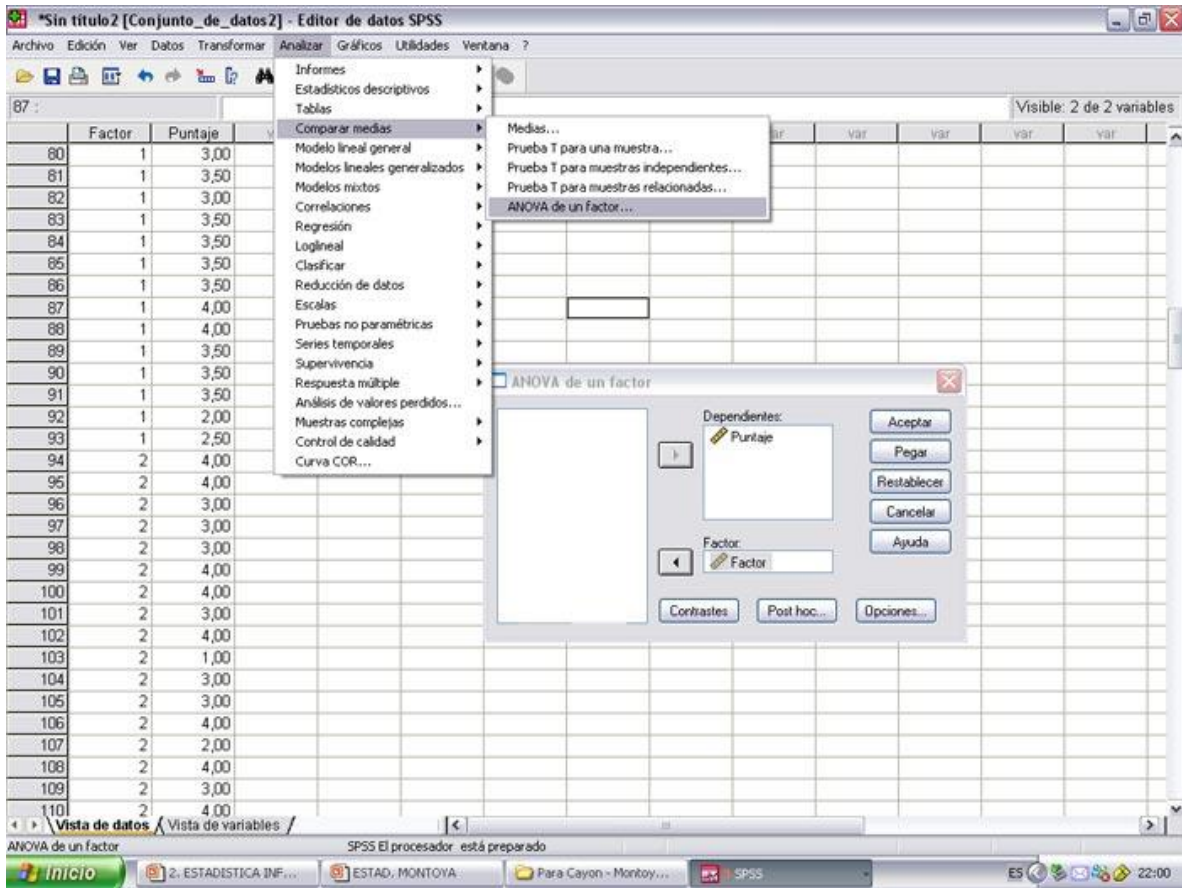 *Sin título2 [Conjunto_de_datos2] - Editor de datos SPSS
Archivo Edición Ver Datos Transformar Analizar Gráficos Utilidades Ventana ?
87 :
Visible: 2 de 2 variables
Factor Puntaje var var var var var
80 1 3,00
81 1 3,50
82 1 3,00
83 1 3,50
84 1 3,50
85 1 3,50
86 1 3,50
87 1 4,00
88 1 4,00
89 1 3,50
90 1 3,50
91 1 3,50
92 1 2,00
93 1 2,50
94 2 4,00
95 2 4,00
96 2 3,00
97 2 3,00
98 2 3,00
99 2 4,00
100 2 4,00
101 2 3,00
102 2 4,00
103 2 1,00
104 2 3,00
105 2 3,00
106 2 4,00
107 2 2,00
108 2 4,00
109 2 3,00
110 2 4,00
Informes
Estadísticos descriptivos
Tablas
Comparar medias
Modelo lineal general
Modelos lineales generalizados
Modelos mixtos
Correlaciones
Regresión
Loglineal
Clasificar
Reducción de datos
Escalas
Pruebas no paramétricas
Series temporales
Supervivencia
Respuesta múltiple
Análisis de valores perdidos...
Muestras complejas
Control de calidad
Curva COR...
Medias...
Prueba T para una muestra...
Prueba T para muestras independientes...
Prueba T para muestras relacionadas...
ANOVA de un factor...
ANOVA de un factor
Dependientes:
Puntaje
Factor:
Factor
Aceptar
Pegar
Restablecer
Cancelar
Ayuda
Contrastes Post hoc... Opciones...
Vista de datos Vista de variables
ANOVA de un factor SPSS El procesador está preparado
Inicio 2. ESTADISTICA INF... ESTAD. MONTOYA Para Cayon - Montoy... SPSS ES 22:00